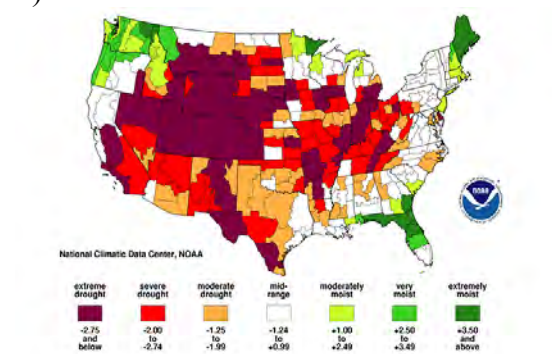 )
noaa
National Climatic Data Center, NOAA
extreme drought
severe drought
moderate drought
mid-range
moderately moist
very moist
extremely moist
-2.75 and below
-2.00 to -2.74
-1.25 to -1.99
-1.24 to +0.99
+1.00 to +2.49
+2.50 to +3.49
+3.50 and above